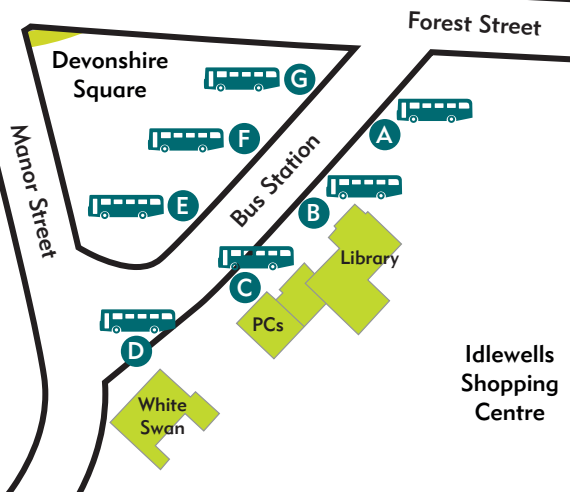 Forest Street
Devonshire
Square
G
A
F
Manor Street
Bus Station
E
B
Library
C
PCs
D
Idlewells
Shopping
Centre
White
Swan